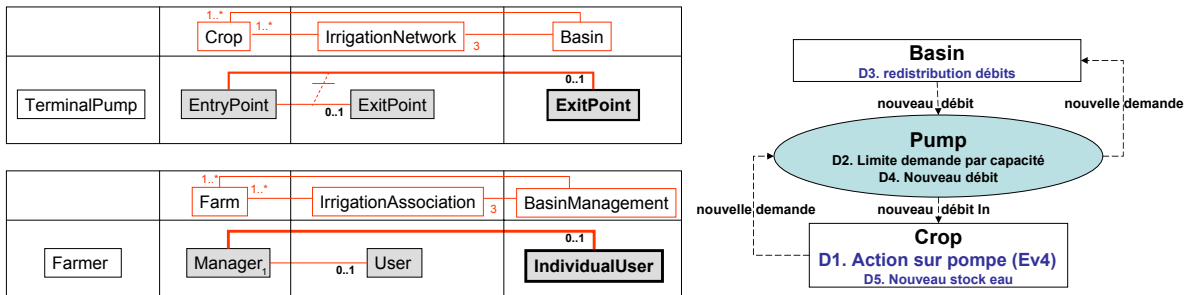 1..*
1..*
Crop
IrrigationNetwork
3
Basin
TerminalPump
EntryPoint
0..1
ExitPoint
0..1
ExitPoint
1..*
1..*
Farm
IrrigationAssociation
3
BasinManagement
Farmer
Manager
1
0..1
User
0..1
IndividualUser
Basin
D3. redistribution débits
nouveau débit
nouvelle demande
Pump
D2. Limite demande par capacité
D4. Nouveau débit
nouvelle demande
nouveau débit In
Crop
D1. Action sur pompe (Ev4)
D5. Nouveau stock eau